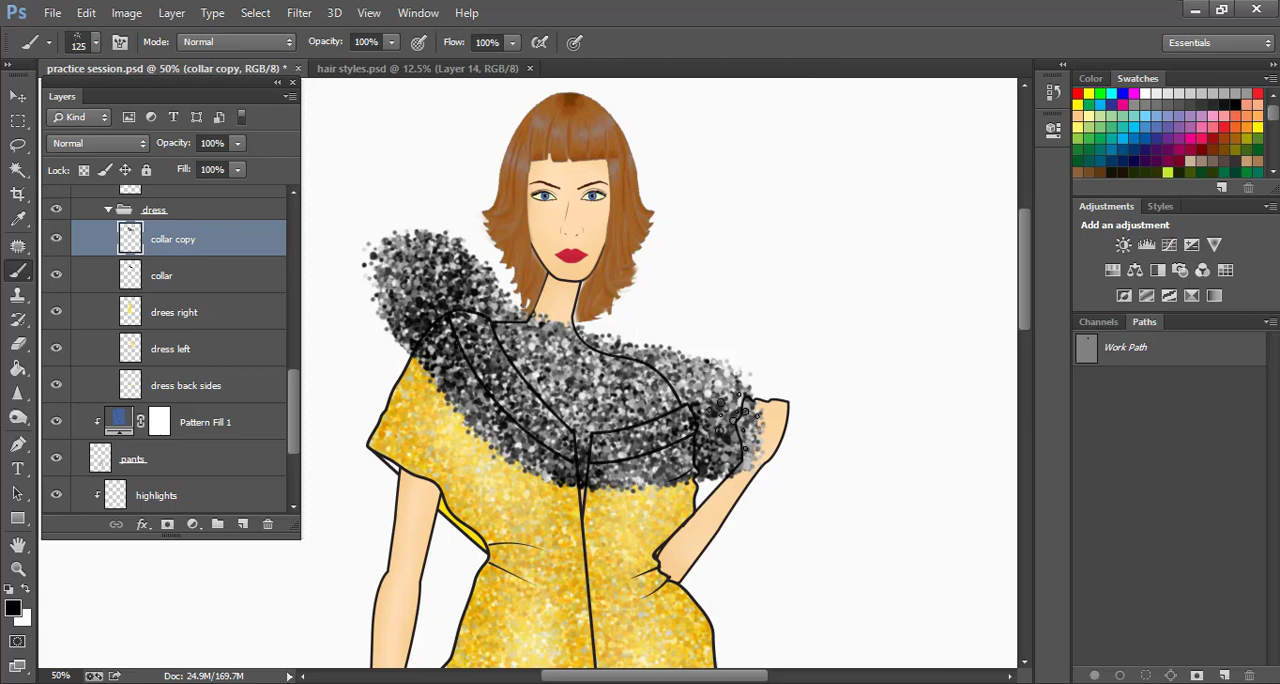 Ps File Edit Image Layer Type Select Filter 3D View Window Help
125 Mode: Normal Opacity: 100% Flow: 100% Essentials
practice session.psd @ 50% (collar copy, RGB/8) * × hair styles.psd @ 12.5% (Layer 14, RGB/8) ×
Layers
Kind
Normal Opacity: 100%
Lock: Fill: 100%
dress
collar copy
collar
drees right
dress left
dress back sides
Pattern Fill 1
pants
highlights
fx
Color Swatches
Adjustments Styles
Add an adjustment
Channels Paths
Work Path
50% Doc: 24.9M/169.7M